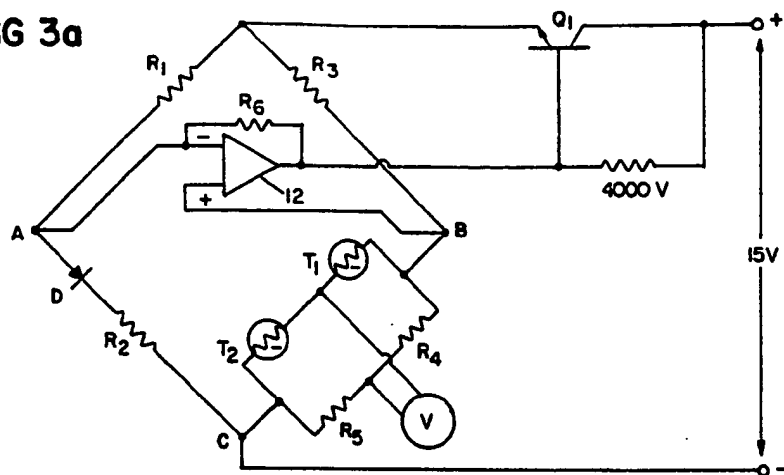 G 3a
Q1
+
R1
R3
R6
−
12
+
4000 V
A
B
15V
T1
D
R2
T2
R4
R5
V
C
−